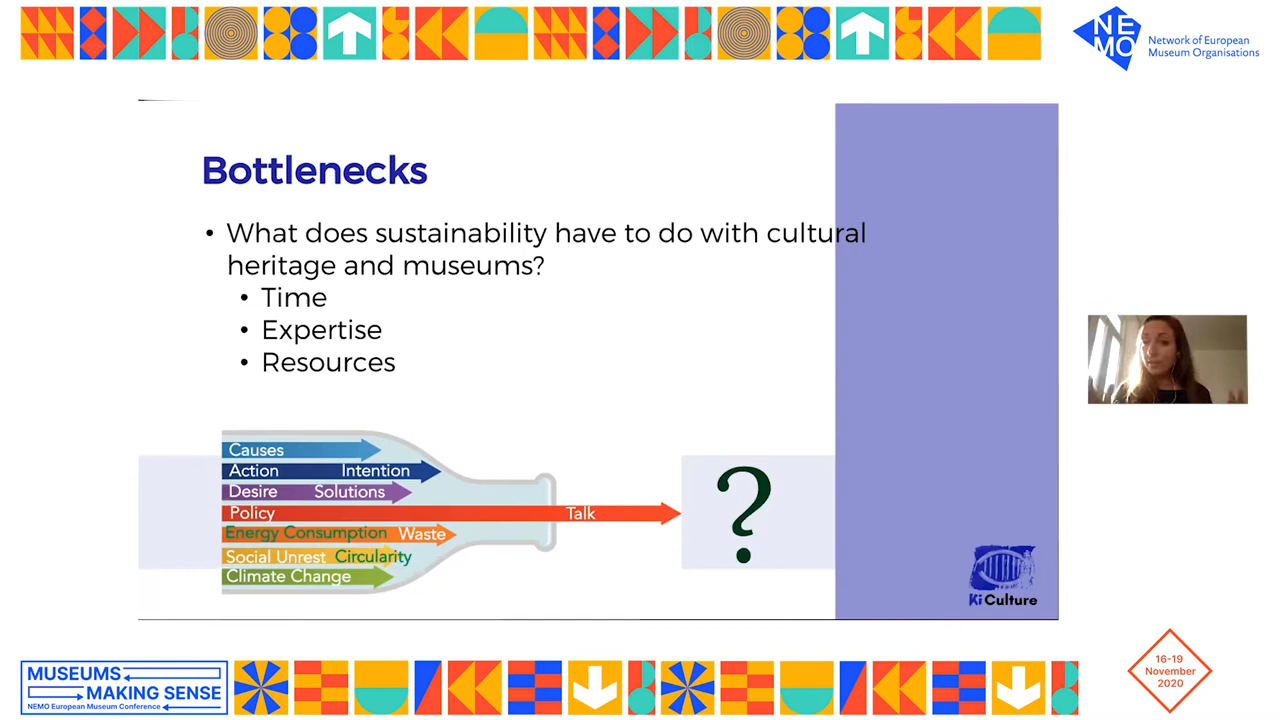 NE
MO
Network of European
Museum Organisations
Bottlenecks
• What does sustainability have to do with cultural
heritage and museums?
• Time
• Expertise
• Resources
Causes
Action Intention
Desire Solutions
Policy Talk
Energy Consumption Waste
Social Unrest Circularity
Climate Change
?
Ki Culture
MUSEUMS
MAKING SENSE
NEMO European Museum Conference
16-19
November
2020